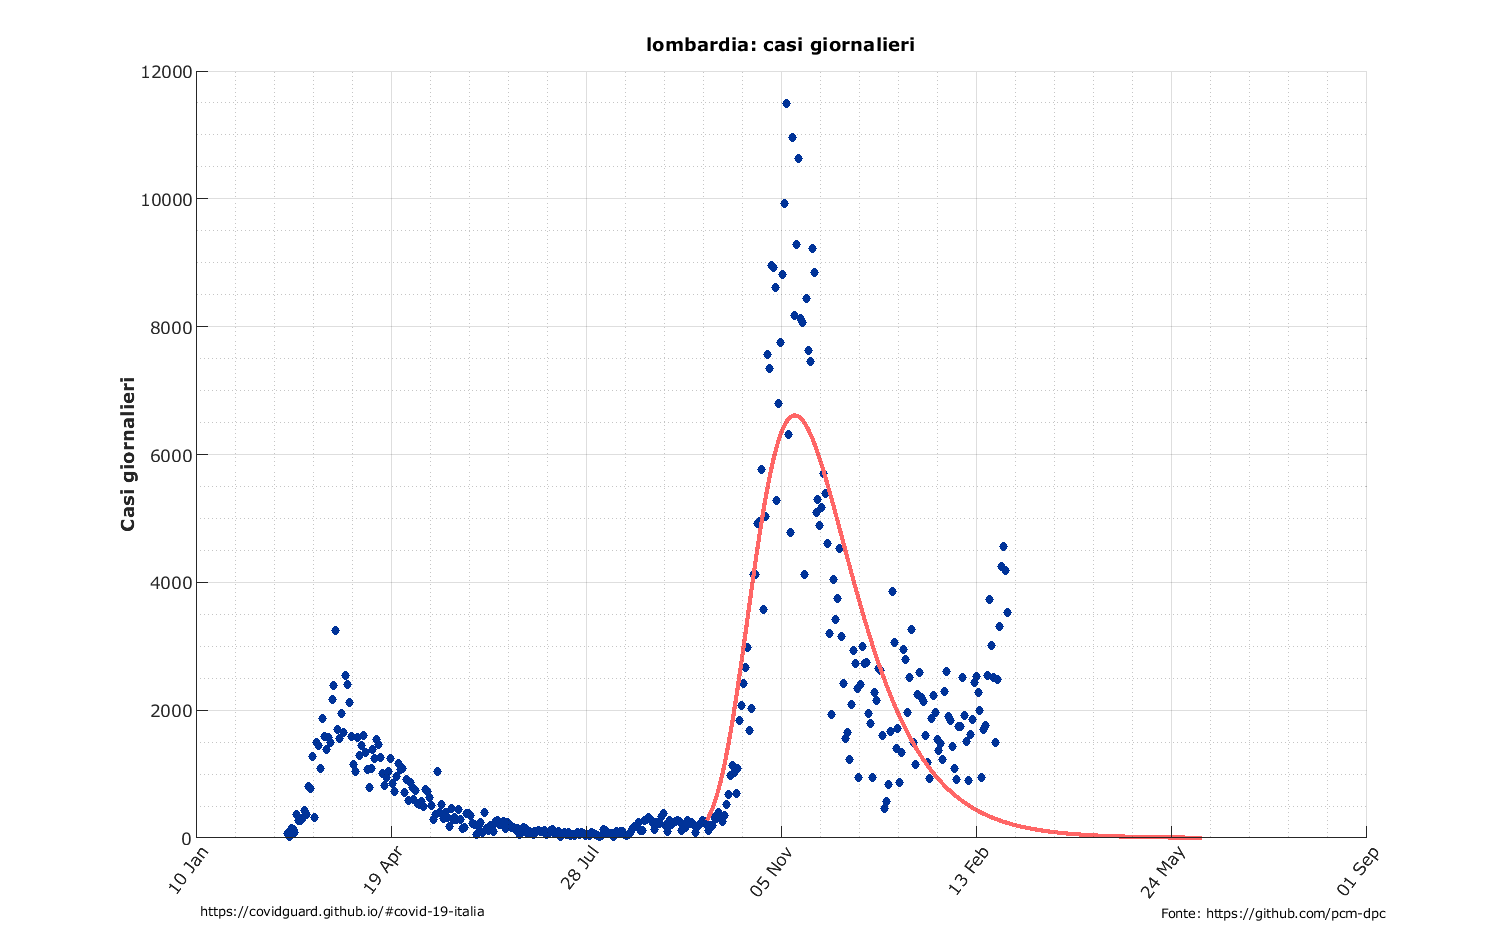 lombardia: casi giornalieri
12000
10000
8000
6000
4000
2000
0
Casi giornalieri
10 Jan
19 Apr
28 Jul
05 Nov
13 Feb
24 May
01 Sep
https://covidguard.github.io/#covid-19-italia
Fonte: https://github.com/pcm-dpc